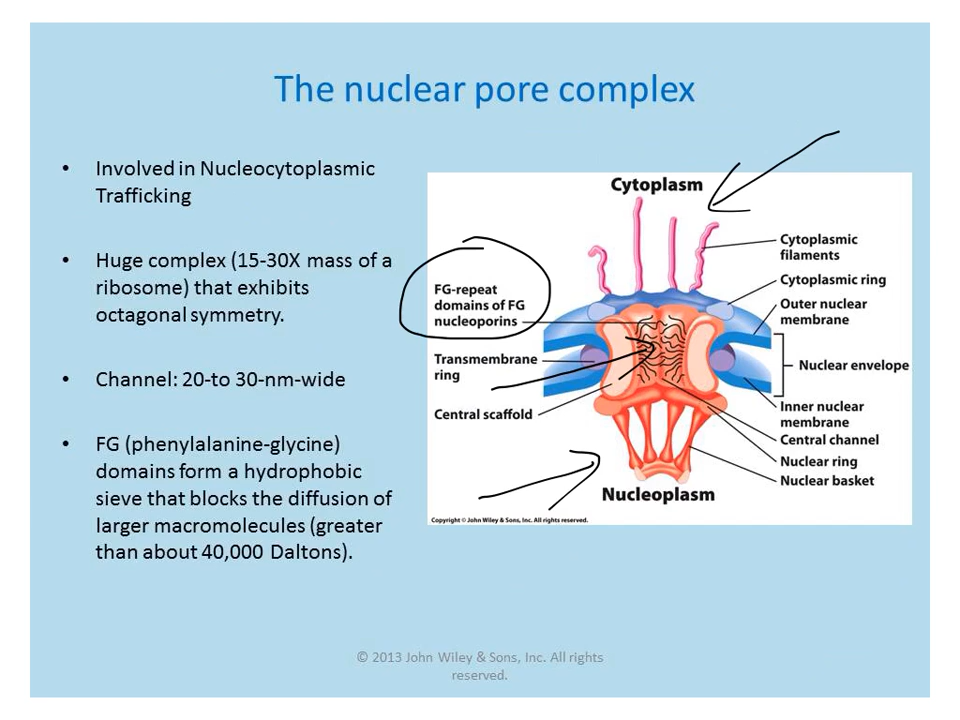 The nuclear pore complex
• Involved in Nucleocytoplasmic
Trafficking
• Huge complex (15-30X mass of a
ribosome) that exhibits
octagonal symmetry.
• Channel: 20-to 30-nm-wide
• FG (phenylalanine-glycine)
domains form a hydrophobic
sieve that blocks the diffusion of
larger macromolecules (greater
than about 40,000 Daltons).
Cytoplasm
FG-repeat
domains of FG
nucleoporins
Transmembrane
ring
Central scaffold
Cytoplasmic
filaments
Cytoplasmic ring
Outer nuclear
membrane
Nuclear envelope
Inner nuclear
membrane
Central channel
Nuclear ring
Nuclear basket
Nucleoplasm
Copyright © John Wiley & Sons, Inc. All rights reserved.
© 2013 John Wiley & Sons, Inc. All rights
reserved.